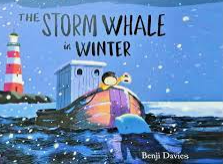 THE STORM WHALE
in WINTER
Benji Davies